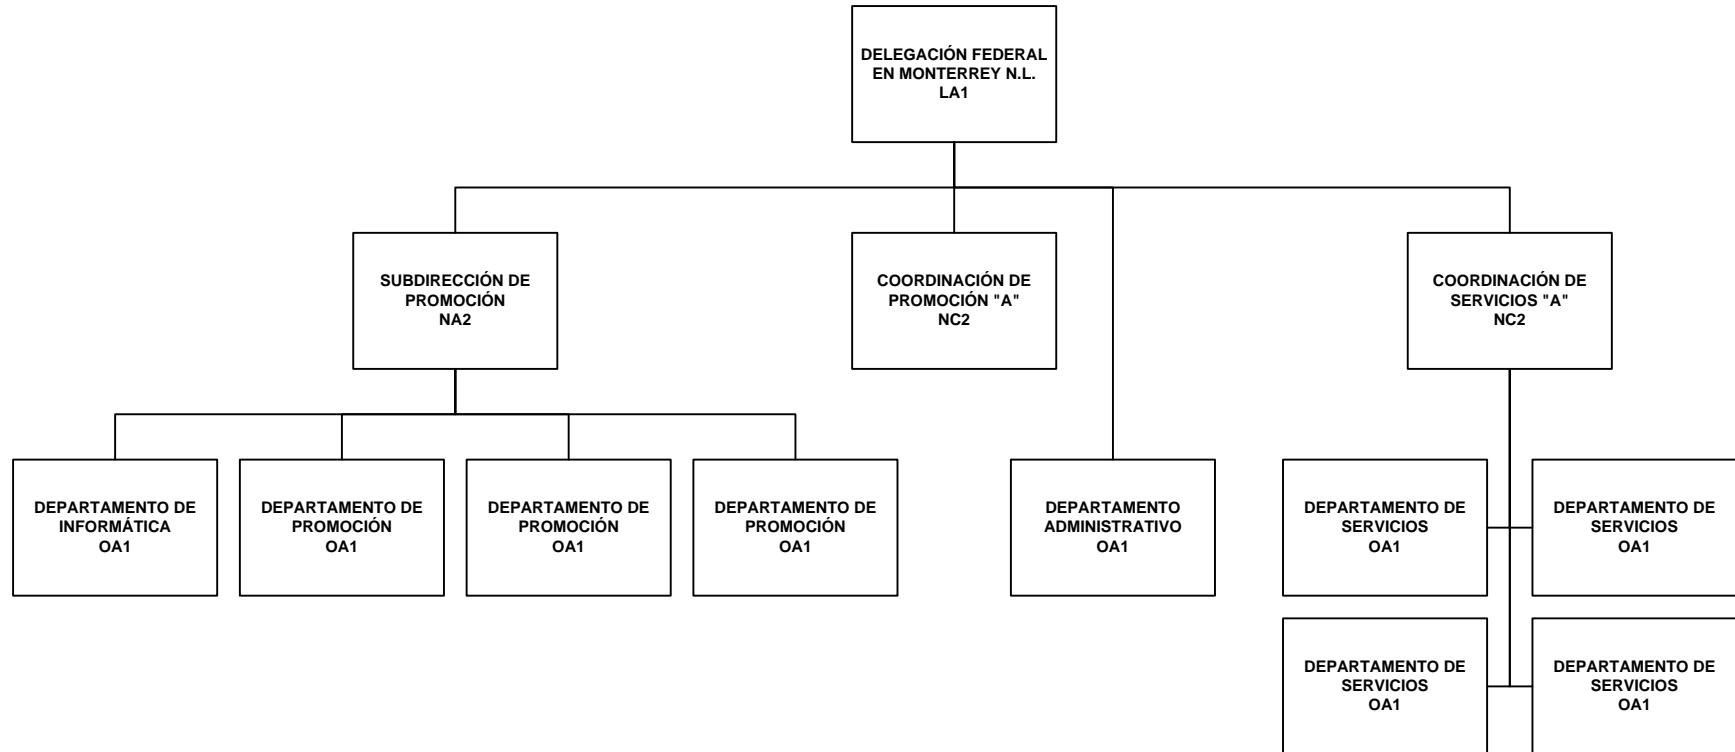 DELEGACIÓN FEDERAL
EN MONTERREY N.L.
LA1
SUBDIRECCIÓN DE
PROMOCIÓN
NA2
COORDINACIÓN DE
PROMOCIÓN "A"
NC2
COORDINACIÓN DE
SERVICIOS "A"
NC2
DEPARTAMENTO DE
INFORMÁTICA
OA1
DEPARTAMENTO DE
PROMOCIÓN
OA1
DEPARTAMENTO DE
PROMOCIÓN
OA1
DEPARTAMENTO DE
PROMOCIÓN
OA1
DEPARTAMENTO
ADMINISTRATIVO
OA1
DEPARTAMENTO DE
SERVICIOS
OA1
DEPARTAMENTO DE
SERVICIOS
OA1
DEPARTAMENTO DE
SERVICIOS
OA1
DEPARTAMENTO DE
SERVICIOS
OA1